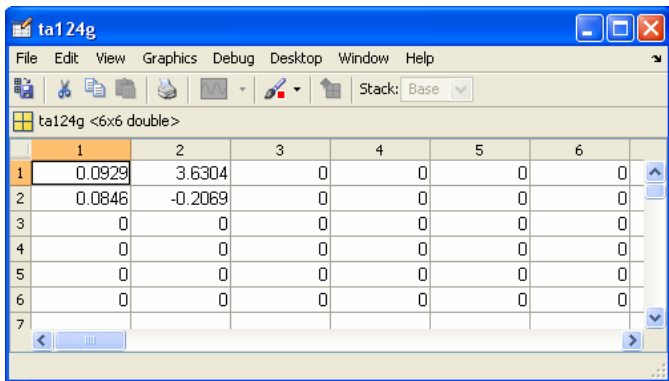 ta124g
File Edit View Graphics Debug Desktop Window Help
Stack: Base
ta124g <6x6 double>
1 2 3 4 5 6
1 0.0929 3.6304 0 0 0 0
2 0.0846 -0.2069 0 0 0 0
3 0 0 0 0 0 0
4 0 0 0 0 0 0
5 0 0 0 0 0 0
6 0 0 0 0 0 0
7